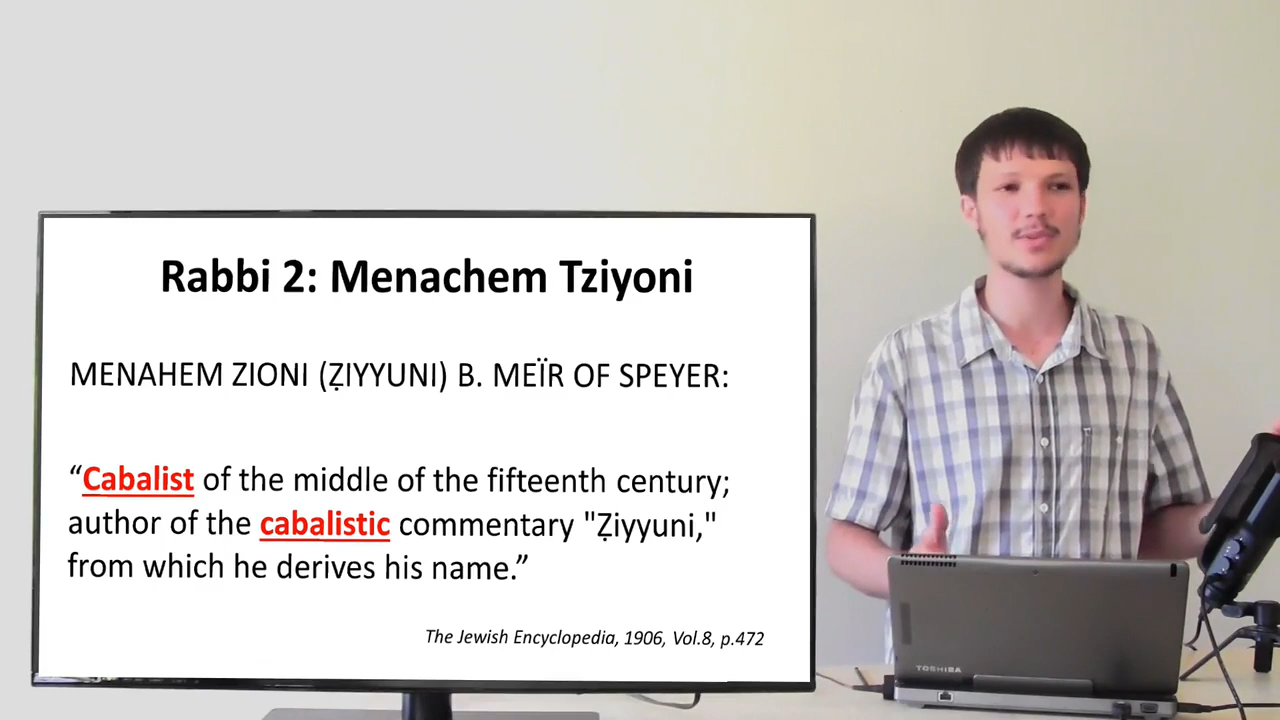 Rabbi 2: Menachem Tziyoni
MENAHEM ZIONI (ẒIYYUNI) B. MEÏR OF SPEYER:
“Cabalist of the middle of the fifteenth century;
author of the cabalistic commentary "Ẓiyyuni,"
from which he derives his name.”
The Jewish Encyclopedia, 1906, Vol.8, p.472
TOSHIBA